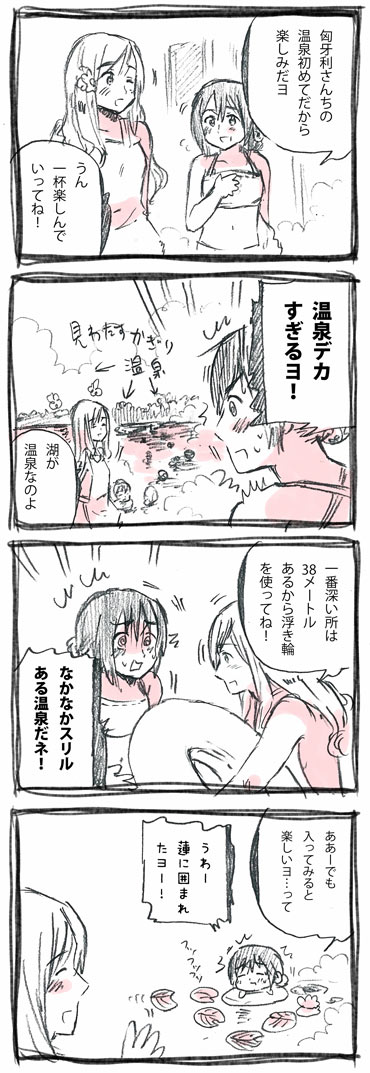 匈牙利さんちの
温泉初めてだから
楽しみだヨ
うん
一杯楽しんで
いってね！
温泉デカ
すぎるヨ！
見わたすかぎり
温泉
湖が
温泉なのよ
一番深い所は
38メートル
あるから浮き輪
を使ってね！
なかなかスリル
ある温泉だネ！
ああーでも
入ってみると
楽しいヨ…って
うわー
蓮に囲まれ
たヨー！
プカプカ